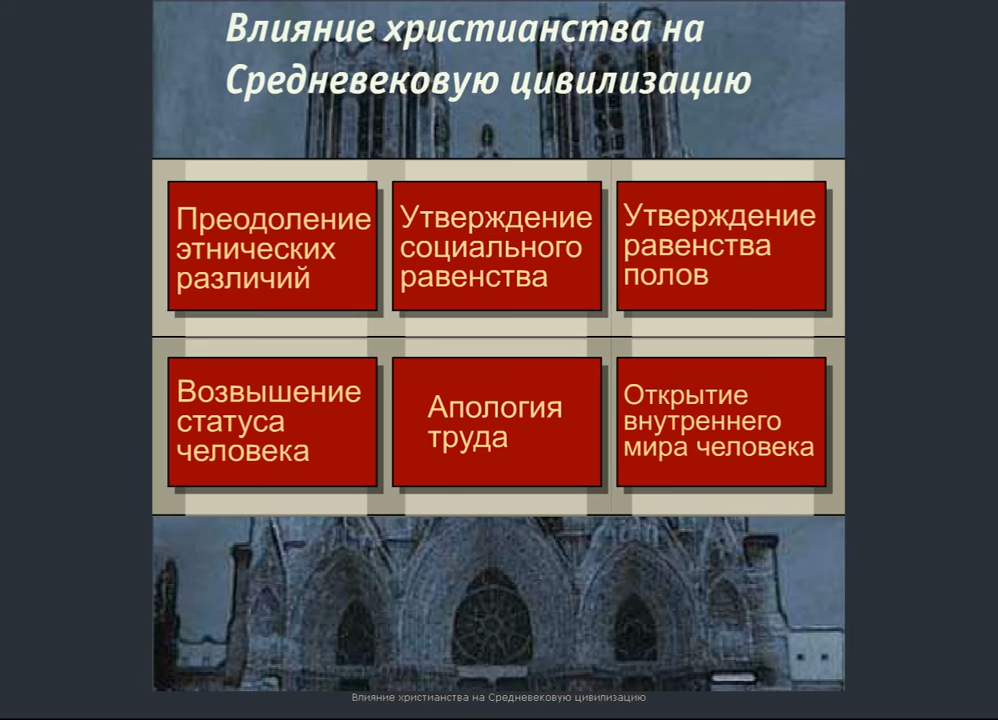 Влияние христианства на
Средневековую цивилизацию
Преодоление
этнических
различий
Утверждение
социального
равенства
Утверждение
равенства
полов
Возвышение
статуса
человека
Апология
труда
Открытие
внутреннего
мира человека
Влияние христианства на Средневековую цивилизацию